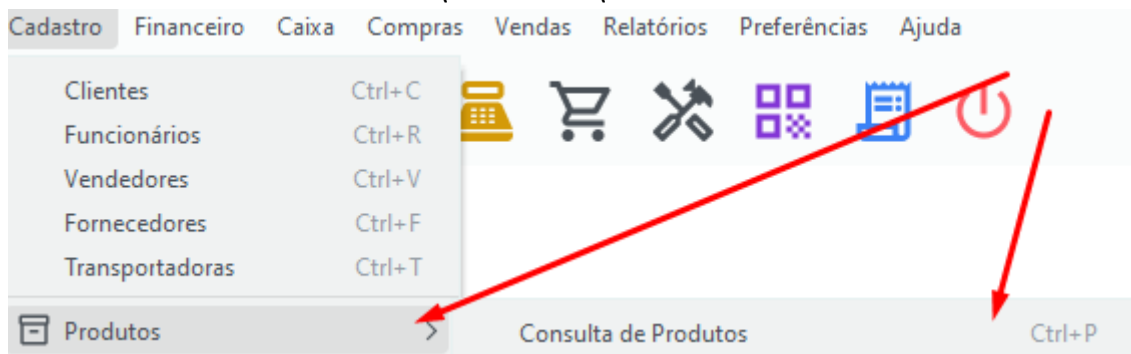 Cadastro Financeiro Caixa Compras Vendas Relatórios Preferências Ajuda
Clientes Ctrl+C
Funcionários Ctrl+R
Vendedores Ctrl+V
Fornecedores Ctrl+F
Transportadoras Ctrl+T
Produtos > Consulta de Produtos Ctrl+P